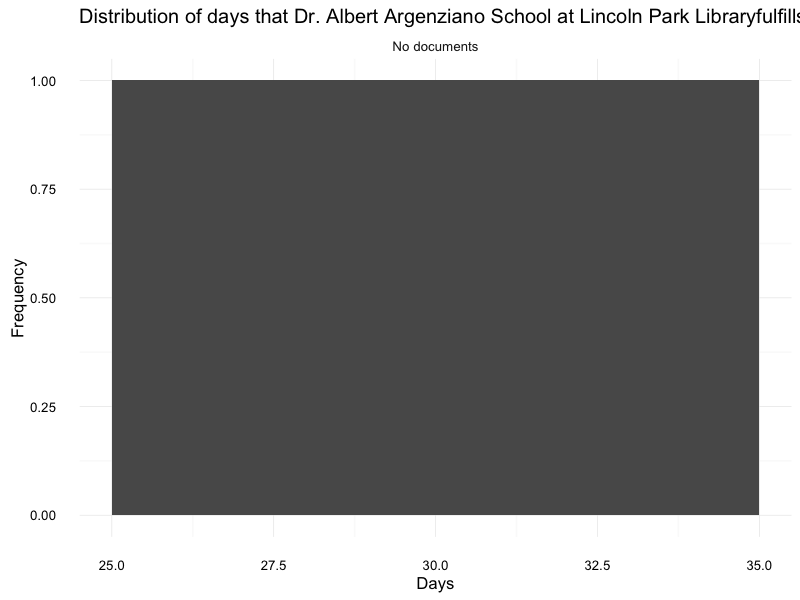 Distribution of days that Dr. Albert Argenziano School at Lincoln Park Libraryfulfills
No documents
1.00
0.75
0.50
0.25
0.00
Frequency
25.0 27.5 30.0 32.5 35.0
Days